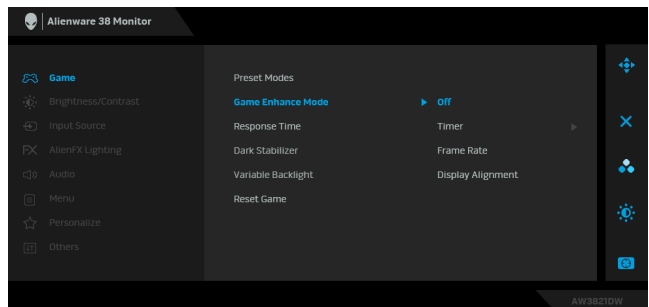 Alienware 38 Monitor
Game
Brightness/Contrast
Input Source
AlienFX Lighting
Audio
Menu
Personalize
Others
Preset Modes
Game Enhance Mode
Response Time
Dark Stabilizer
Variable Backlight
Reset Game
Off
Timer
Frame Rate
Display Alignment
AW3821DW